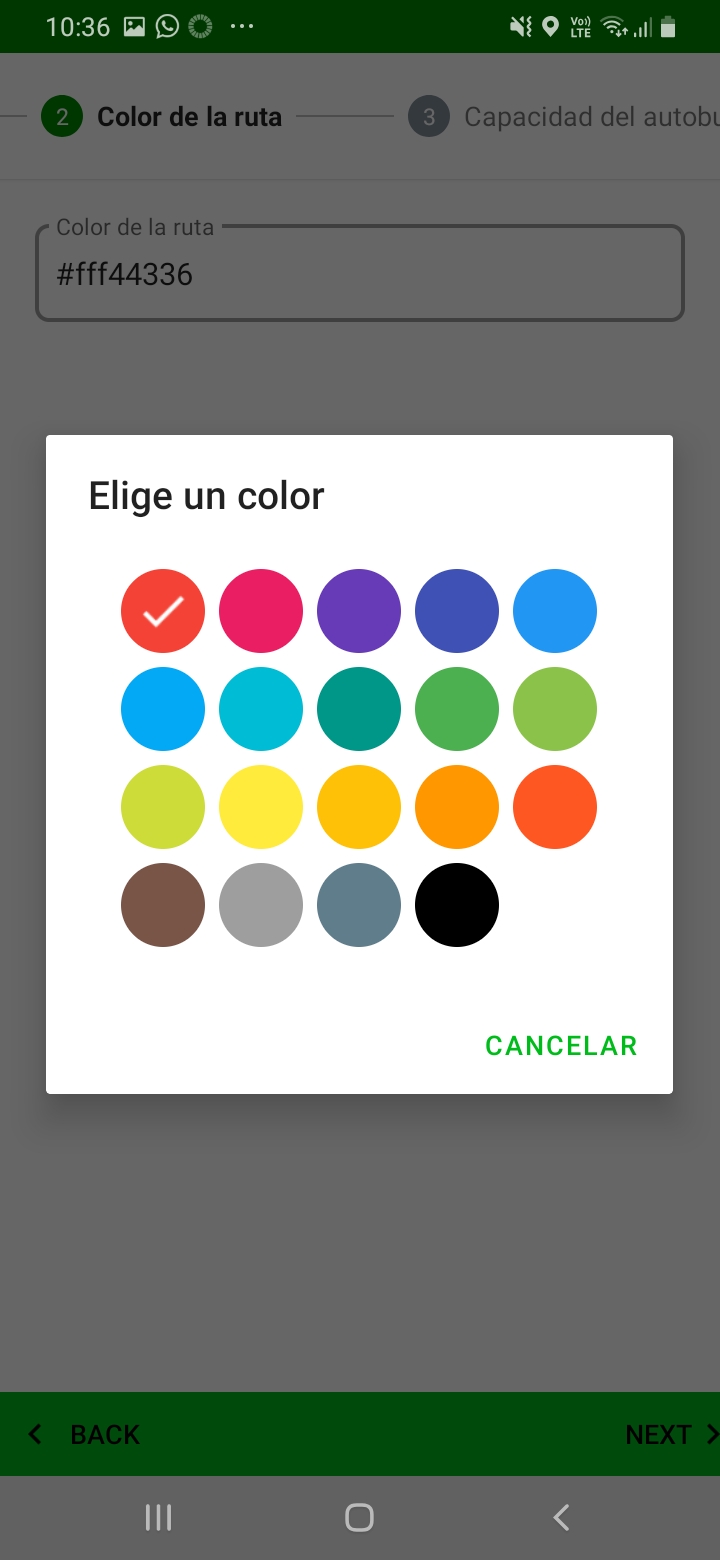 10:36
Vo)) LTE
2 Color de la ruta
3 Capacidad del autobu
Color de la ruta
#fff44336
Elige un color
CANCELAR
BACK
NEXT